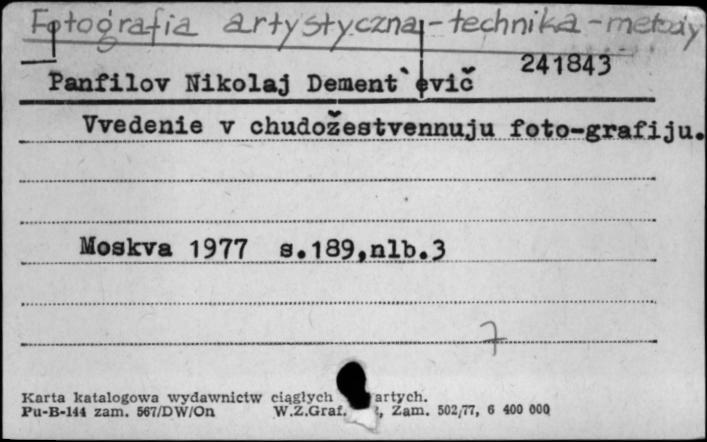 Fotografia artystyczna - technika - metody
241843
Panfilov Nikolaj Dement`evič
Vvedenie v chudožestvennuju foto-grafiju.
Moskva 1977 s.189,nlb.3
7
Karta katalogowa wydawnictw ciągłych artych.
Pu-B-144 zam. 567/DW/On W.Z.Graf. , Zam. 502/77, 6 400 000